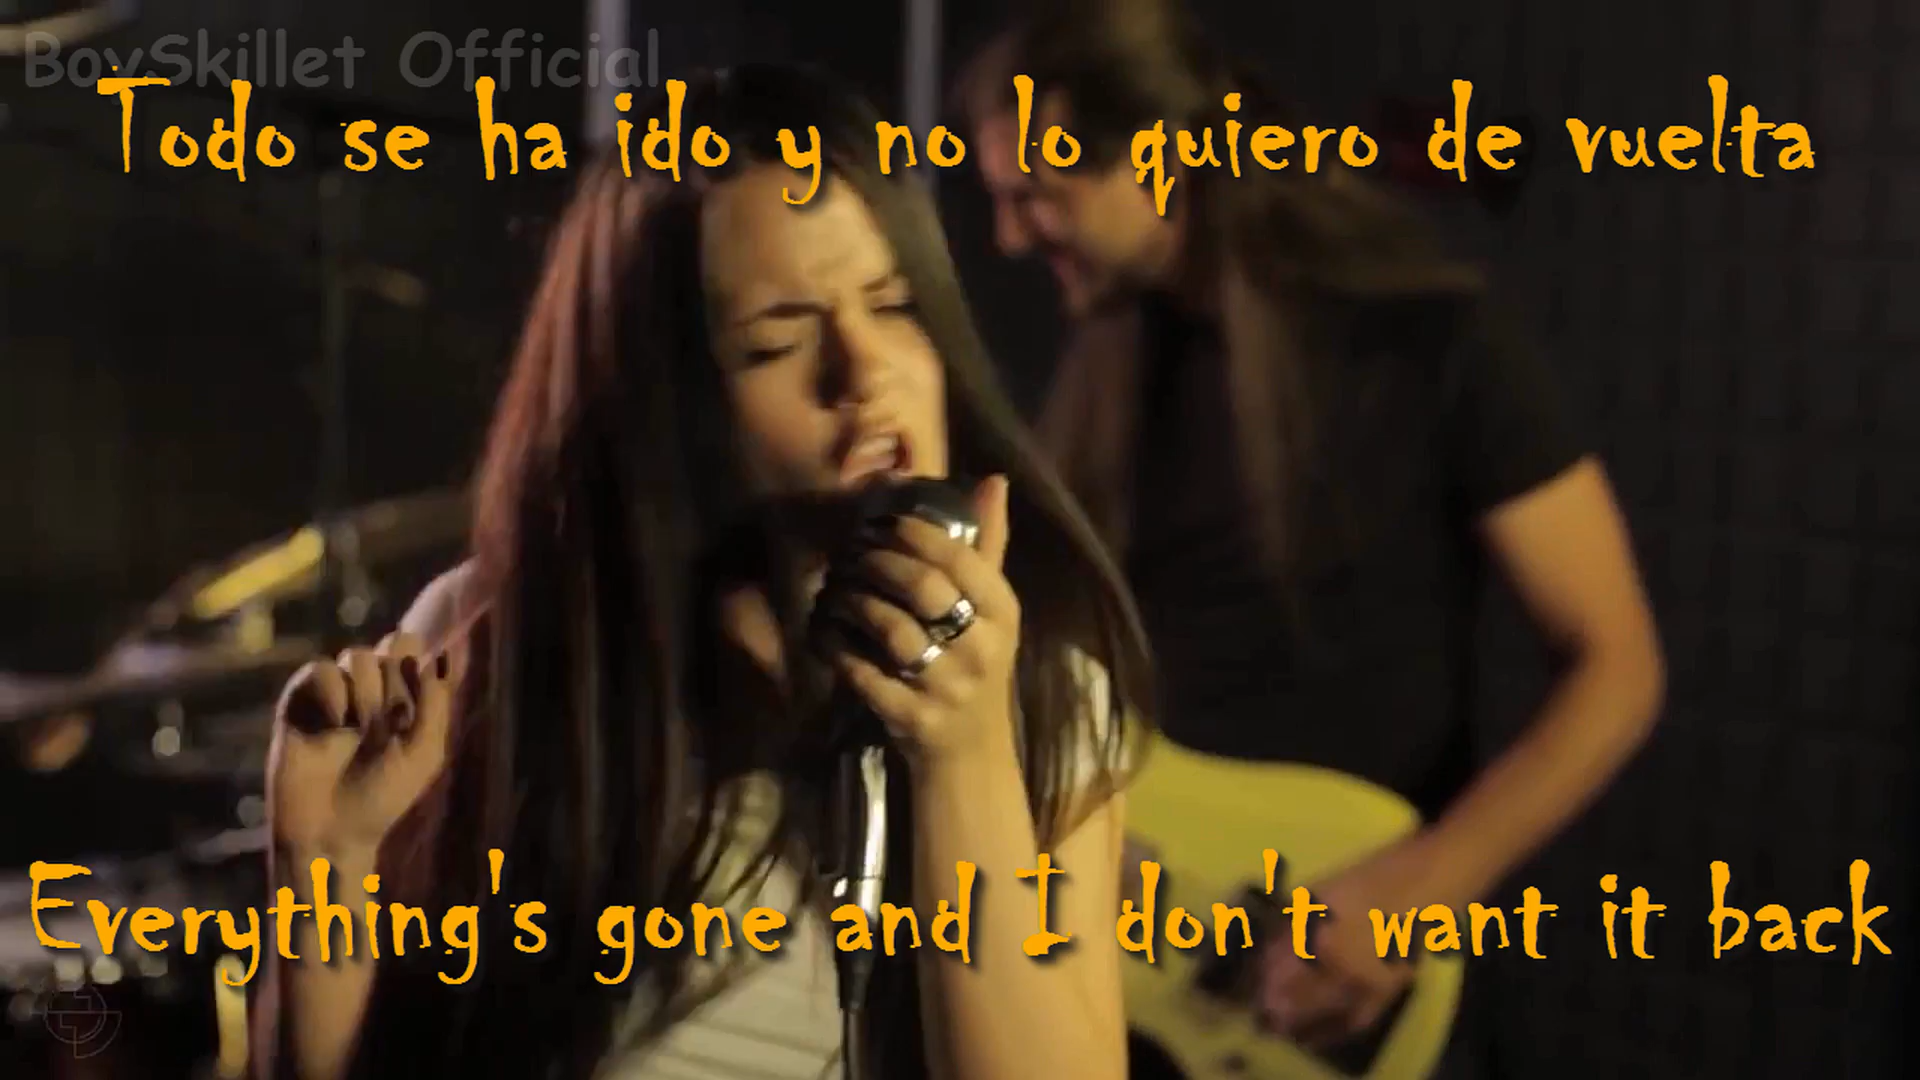 BoySkillet Official
Todo se ha ido y no lo quiero de vuelta
Everything's gone and I don't want it back